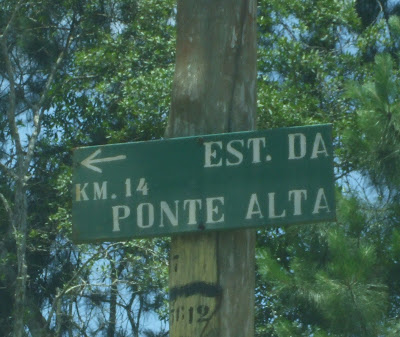 ← EST. DA
KM. 14
PONTE ALTA